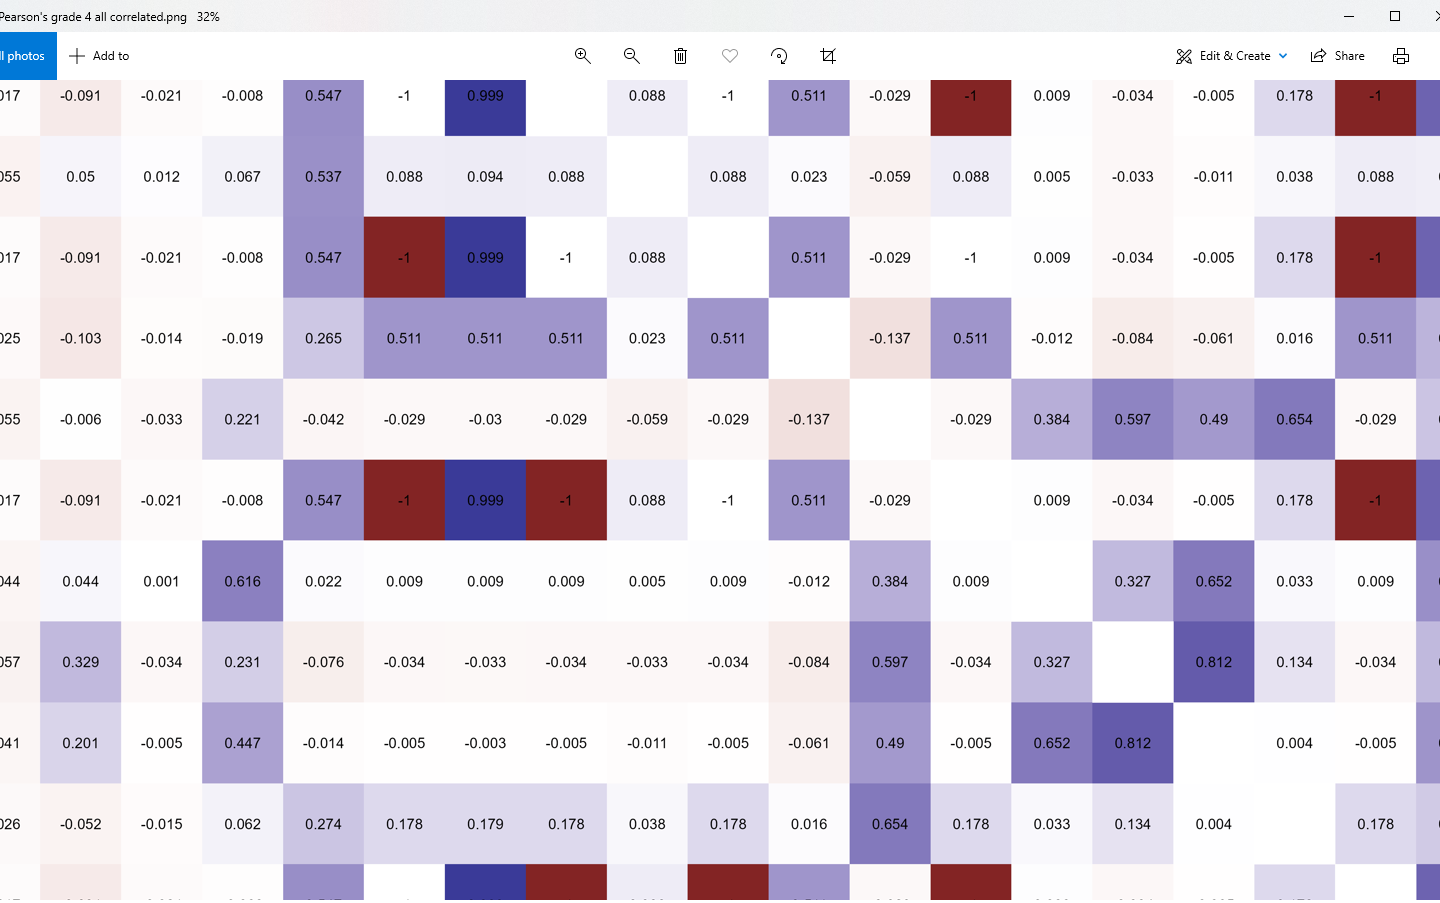 Pearson's grade 4 all correlated.png 32%
ll photos Add to Edit & Create Share
017 -0.091 -0.021 -0.008 0.547 -1 0.999 0.088 -1 0.511 -0.029 -1 0.009 -0.034 -0.005 0.178 -1
055 0.05 0.012 0.067 0.537 0.088 0.094 0.088 0.088 0.023 -0.059 0.088 0.005 -0.033 -0.011 0.038 0.088
017 -0.091 -0.021 -0.008 0.547 -1 0.999 -1 0.088 0.511 -0.029 -1 0.009 -0.034 -0.005 0.178 -1
025 -0.103 -0.014 -0.019 0.265 0.511 0.511 0.511 0.023 0.511 -0.137 0.511 -0.012 -0.084 -0.061 0.016 0.511
055 -0.006 -0.033 0.221 -0.042 -0.029 -0.03 -0.029 -0.059 -0.029 -0.137 -0.029 0.384 0.597 0.49 0.654 -0.029
017 -0.091 -0.021 -0.008 0.547 -1 0.999 -1 0.088 -1 0.511 -0.029 0.009 -0.034 -0.005 0.178 -1
044 0.044 0.001 0.616 0.022 0.009 0.009 0.009 0.005 0.009 -0.012 0.384 0.009 0.327 0.652 0.033 0.009
057 0.329 -0.034 0.231 -0.076 -0.034 -0.033 -0.034 -0.033 -0.034 -0.084 0.597 -0.034 0.327 0.812 0.134 -0.034
041 0.201 -0.005 0.447 -0.014 -0.005 -0.003 -0.005 -0.011 -0.005 -0.061 0.49 -0.005 0.652 0.812 0.004 -0.005
026 -0.052 -0.015 0.062 0.274 0.178 0.179 0.178 0.038 0.178 0.016 0.654 0.178 0.033 0.134 0.004 0.178